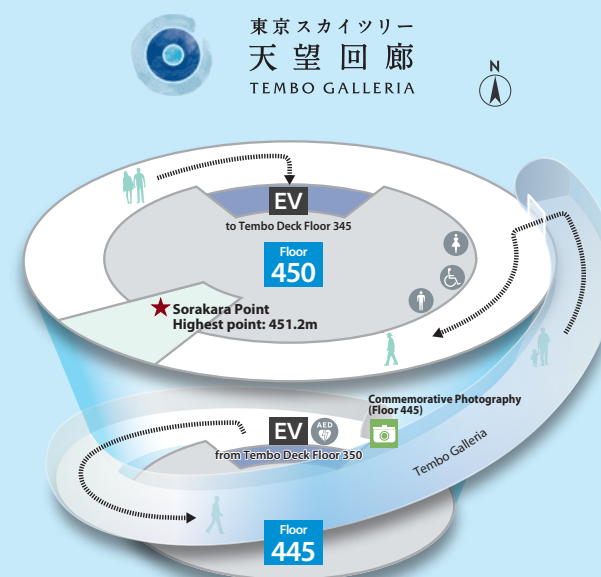 東京スカイツリー
天望回廊
TEMBO GALLERIA
N
EV
to Tembo Deck Floor 345
Floor
450
Sorakara Point
Highest point: 451.2m
Commemorative Photography
(Floor 445)
EV
AED
from Tembo Deck Floor 350
Tembo Galleria
Floor
445